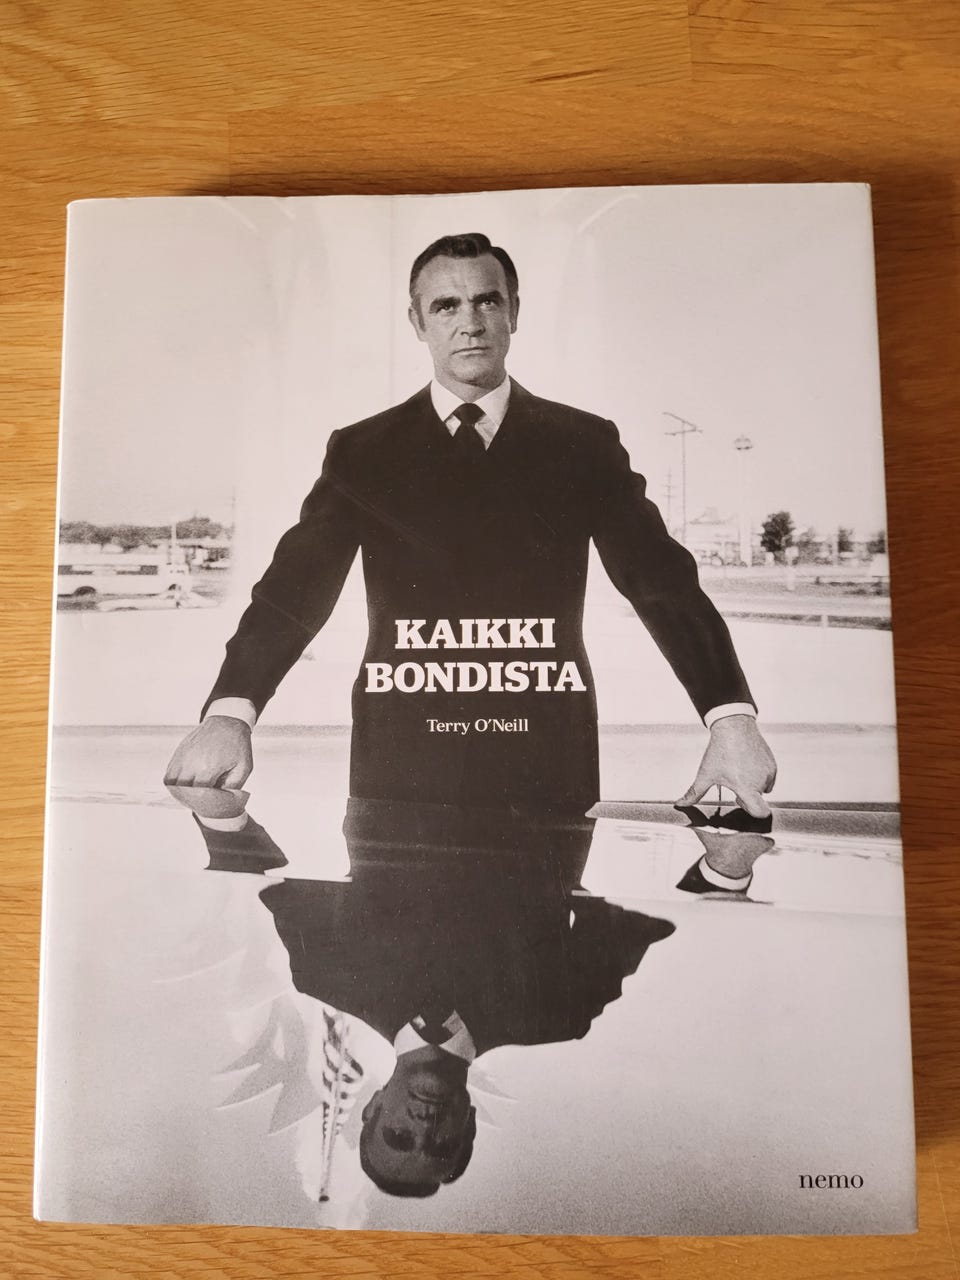 KAIKKI
BONDISTA
Terry O'Neill
nemo